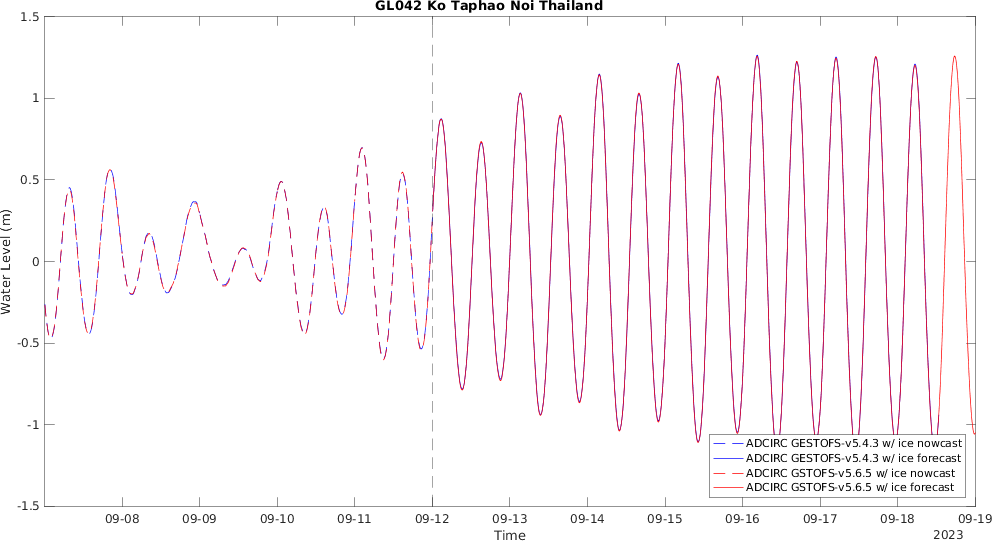 GL042 Ko Taphao Noi Thailand
1.5
1
0.5
0
-0.5
-1
-1.5
Water Level (m)
ADCIRC GESTOFS-v5.4.3 w/ ice nowcast
ADCIRC GESTOFS-v5.4.3 w/ ice forecast
ADCIRC GSTOFS-v5.6.5 w/ ice nowcast
ADCIRC GSTOFS-v5.6.5 w/ ice forecast
09-08 09-09 09-10 09-11 09-12 09-13 09-14 09-15 09-16 09-17 09-18 09-19
Time
2023